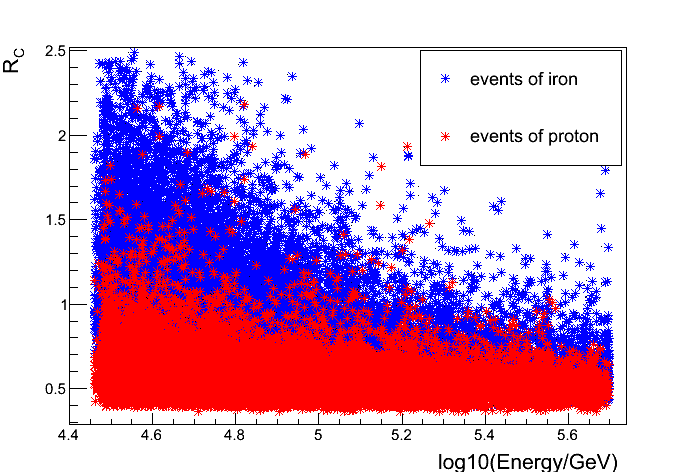 R_C
2.5
2
1.5
1
0.5
events of iron
events of proton
4.4 4.6 4.8 5 5.2 5.4 5.6
log10(Energy/GeV)